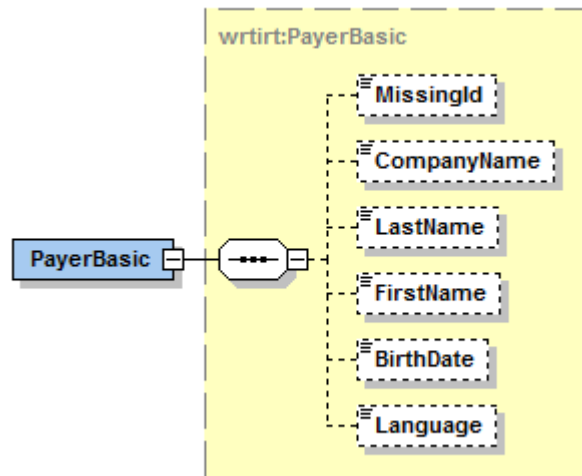 wrtirt:PayerBasic
MissingId
CompanyName
LastName
PayerBasic
FirstName
BirthDate
Language